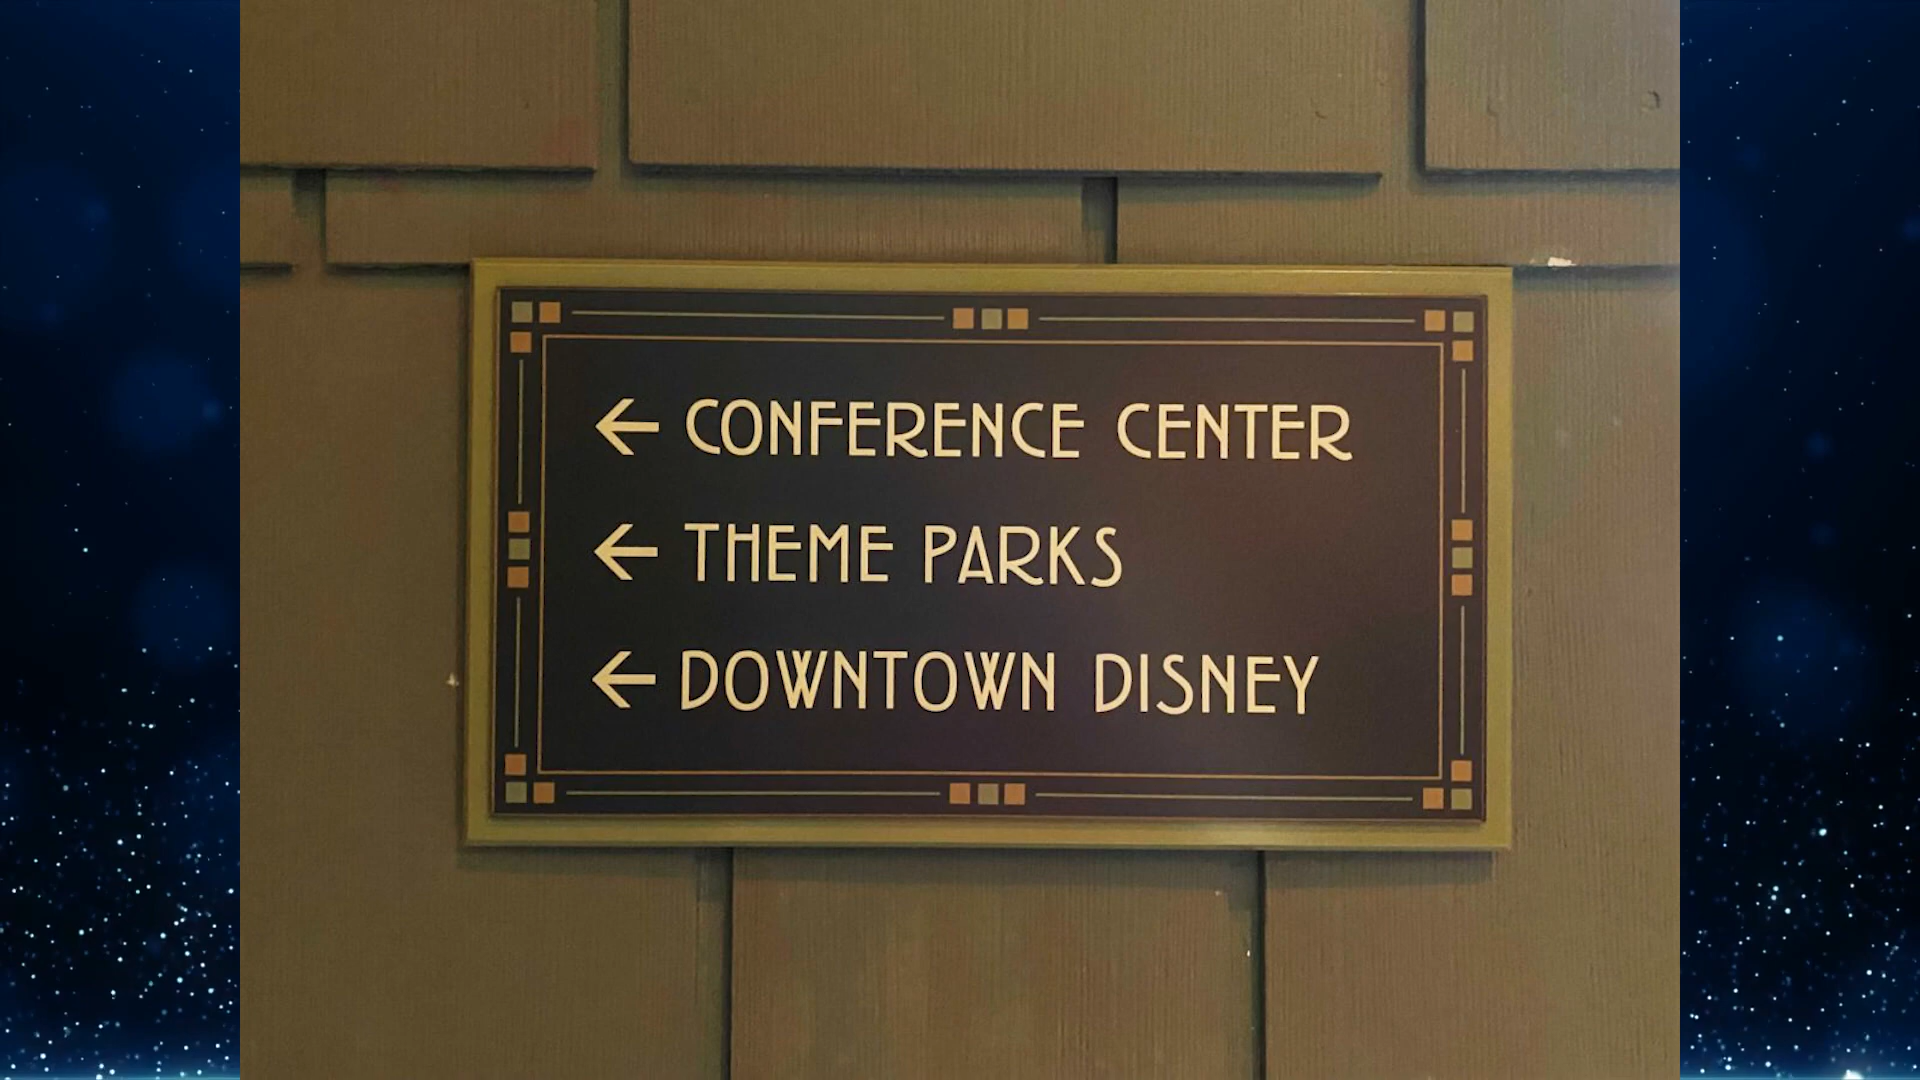 ← CONFERENCE CENTER
← THEME PARKS
← DOWNTOWN DISNEY